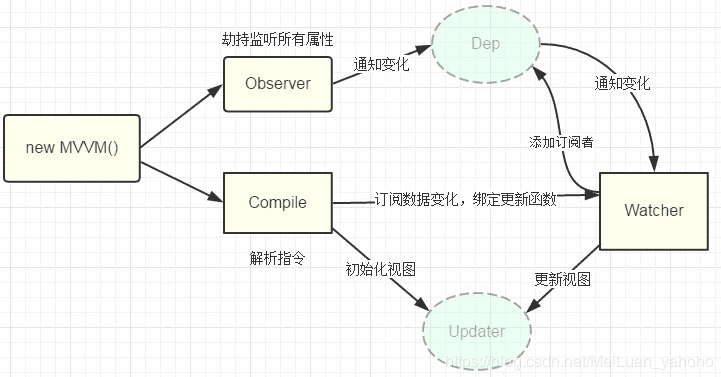 劫持监听所有属性
Dep
Observer
通知变化
通知变化
new MVVM()
添加订阅者
Compile
订阅数据变化，绑定更新函数
Watcher
解析指令
初始化视图
更新视图
Updater
https://blog.csdn.net/MaiLuan_yahoho